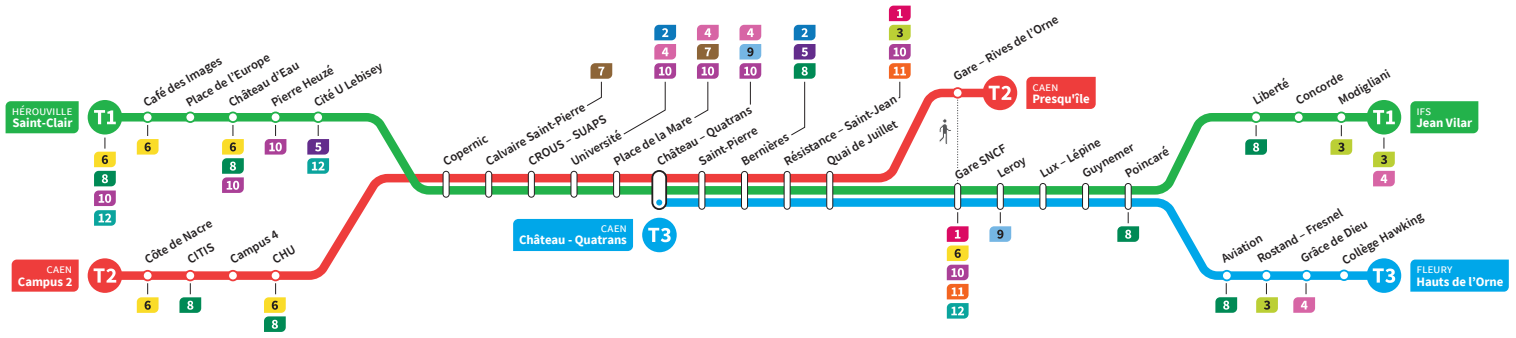 HÉROUVILLE
Saint-Clair
T1
6
8
10
12
Café des Images
6
Place de l'Europe
Château d'Eau
6
8
10
Pierre Heuzé
10
Cité U Lebisey
5
12
CAEN
Campus 2
T2
Côte de Nacre
6
CITIS
8
Campus 4
CHU
6
8
Copernic
Calvaire Saint-Pierre
7
CROUS – SUAPS
Université
2
4
10
Place de la Mare
4
7
10
Château – Quatrans
4
9
10
CAEN
Château - Quatrans
T3
Saint-Pierre
Bernières
2
5
8
Résistance – Saint-Jean
1
3
10
11
Quai de Juillet
Gare – Rives de l'Orne
T2
CAEN
Presqu'île
Gare SNCF
1
6
10
11
12
Leroy
9
Lux – Lépine
Guynemer
Poincaré
8
Liberté
8
Concorde
Modigliani
3
T1
3
4
IFS
Jean Vilar
Aviation
8
Rostand – Fresnel
3
Grâce de Dieu
4
Collège Hawking
T3
FLEURY
Hauts de l'Orne